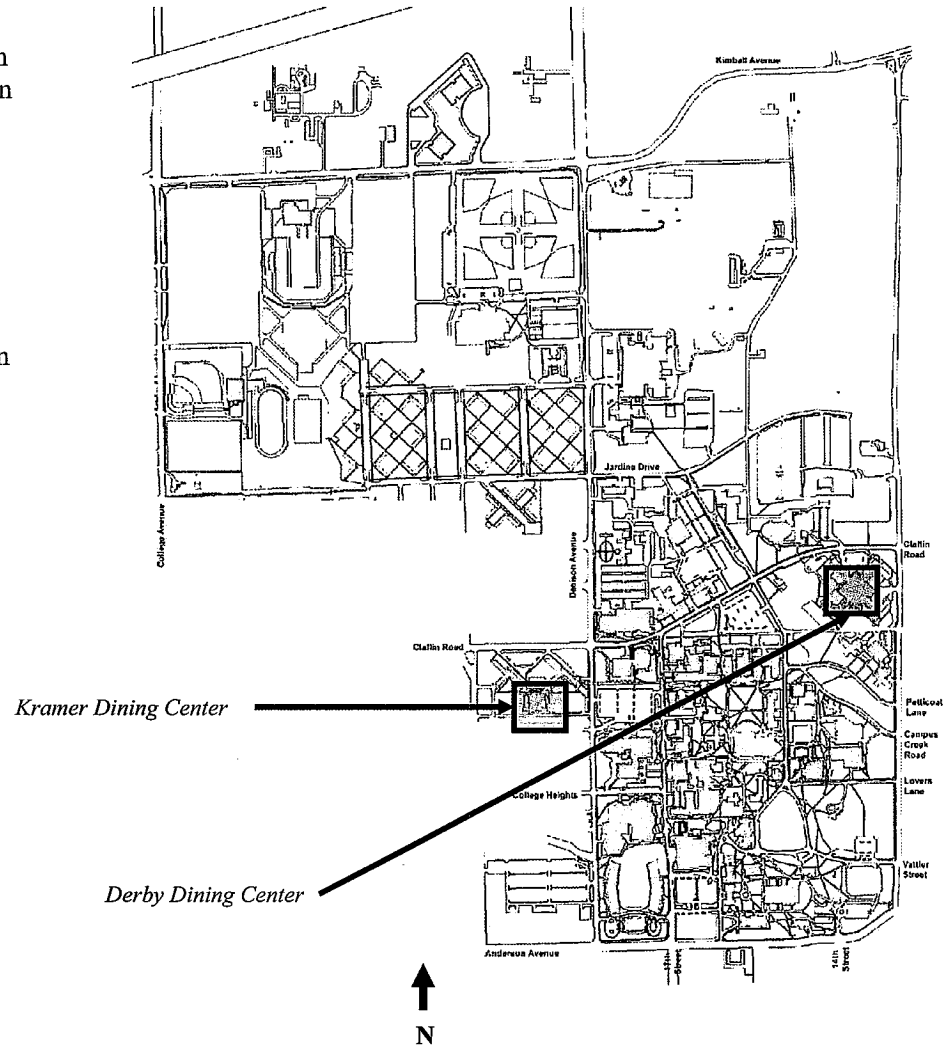 n
n
Kimball Avenue
n
Jardine Drive
College Avenue
Denison Avenue
Claflin
Road
Claflin Road
Kramer Dining Center
Petticoat
Lane
Campus
Creek
Road
Lovers
Lane
College Heights
Vattier
Street
Derby Dining Center
Anderson Avenue
17th
Street
14th
Street
N